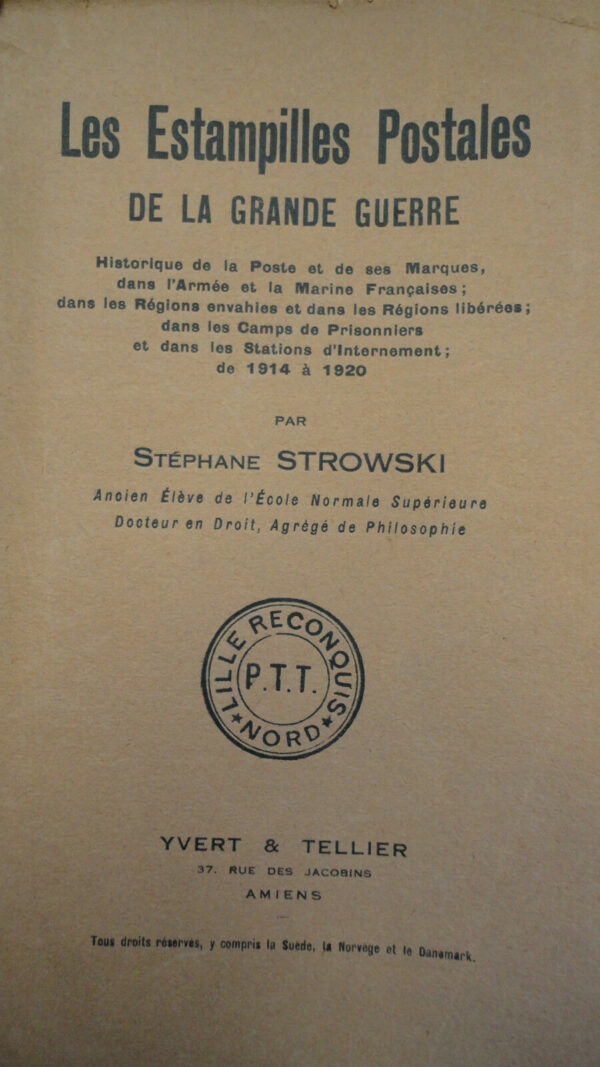 Les Estampilles Postales
DE LA GRANDE GUERRE
Historique de la Poste et de ses Marques,
dans l'Armée et la Marine Françaises ;
dans les Régions envahies et dans les Régions libérées ;
dans les Camps de Prisonniers
et dans les Stations d'Internement ;
de 1914 à 1920
PAR
STÉPHANE STROWSKI
Ancien Élève de l'École Normale Supérieure
Docteur en Droit, Agrégé de Philosophie
LILLE RECONQUIS
P.T.T.
★ NORD ★
YVERT & TELLIER
37. RUE DES JACOBINS
AMIENS
Tous droits réservés, y compris la Suède, la Norvège et le Danemark.